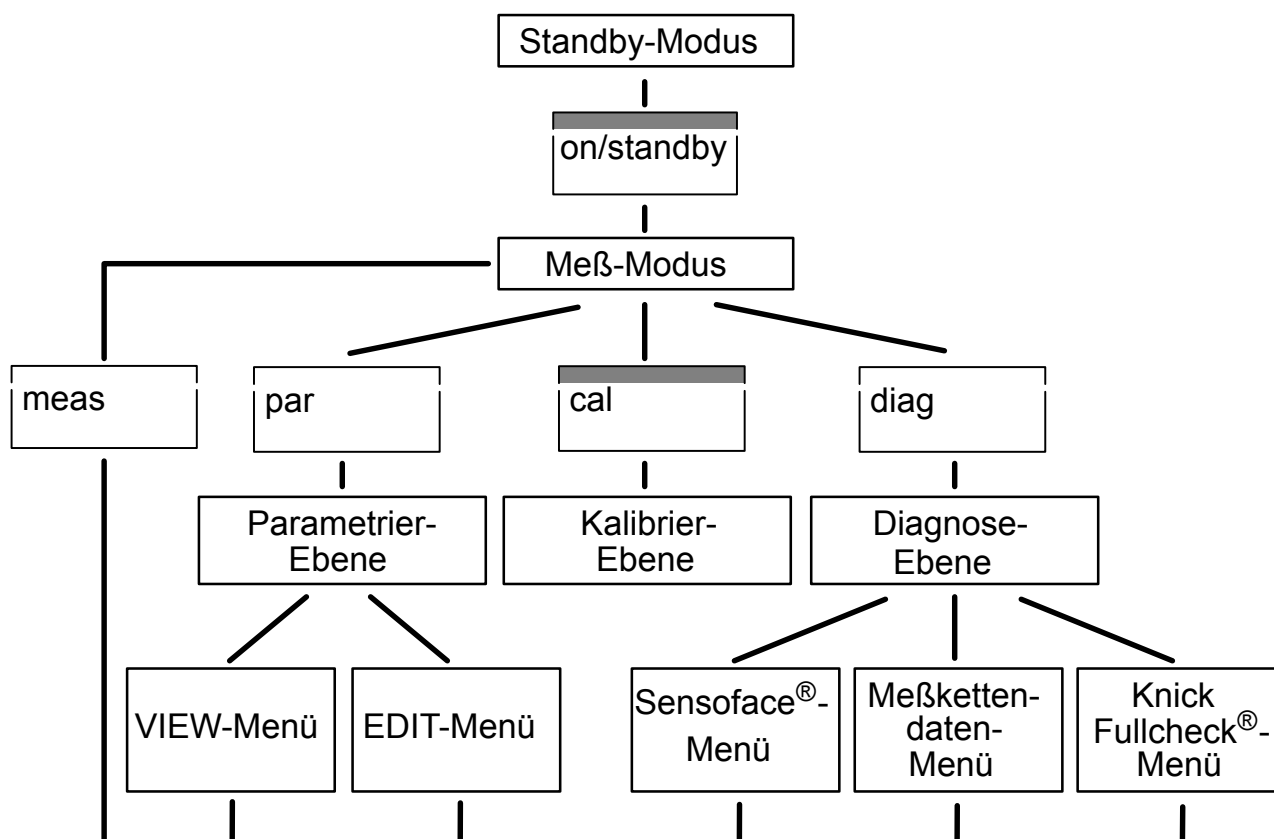 Standby-Modus
on/standby
Meß-Modus
meas
par
cal
diag
Parametrier-
Ebene
Kalibrier-
Ebene
Diagnose-
Ebene
VIEW-Menü
EDIT-Menü
Sensoface®-
Menü
Meßketten-
daten-
Menü
Knick
Fullcheck®-
Menü